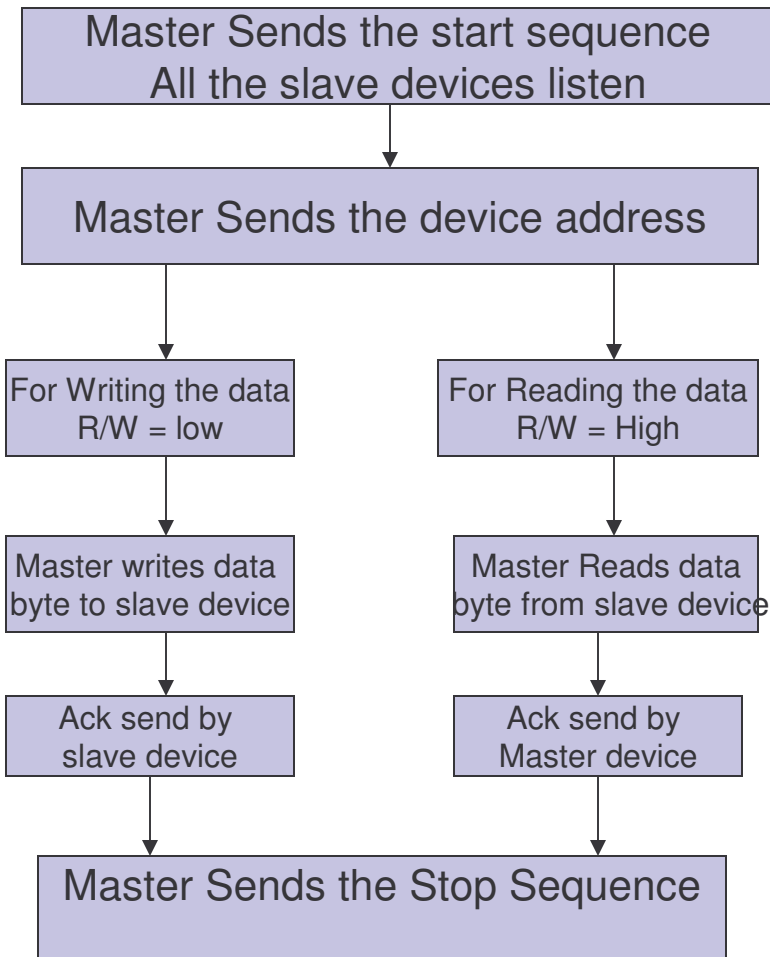 Master Sends the start sequence
All the slave devices listen
Master Sends the device address
For Writing the data
R/W = low
For Reading the data
R/W = High
Master writes data
byte to slave device
Master Reads data
byte from slave device
Ack send by
slave device
Ack send by
Master device
Master Sends the Stop Sequence